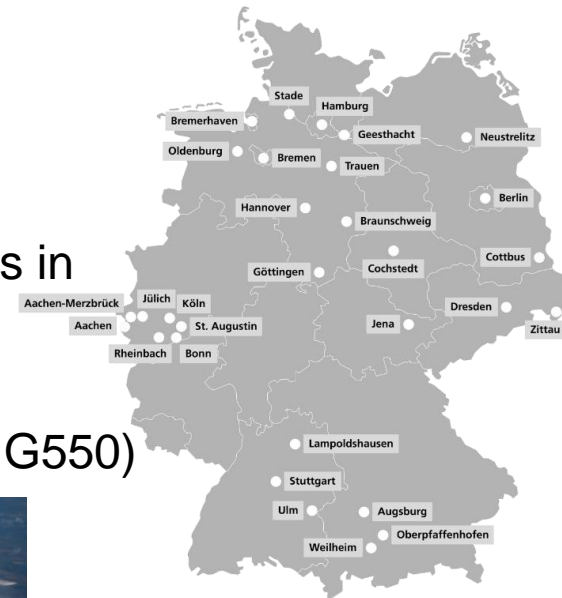 Stade
Hamburg
Bremerhaven
Geesthacht
Neustrelitz
Oldenburg
Bremen
Trauen
Berlin
Hannover
Braunschweig
s in
Cottbus
Göttingen
Cochstedt
Aachen-Merzbrück
Jülich
Köln
Dresden
Aachen
St. Augustin
Jena
Zittau
Rheinbach
Bonn
G550)
Lampoldshausen
Stuttgart
Ulm
Augsburg
Oberpfaffenhofen
Weilheim